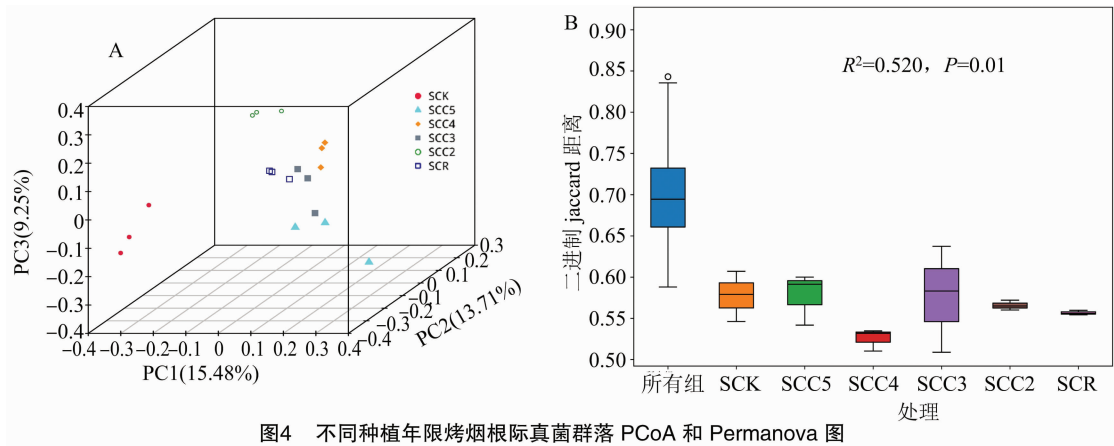 A
PC3(9.25%)
0.4
0.3
0.2
0.1
0
−0.1
−0.2
−0.3
−0.4
−0.4 −0.3 −0.2 −0.1 0 0.1 0.2 0.3 0.4
PC1(15.48%)
−0.4
−0.3
−0.2
−0.1
0
0.1
0.2
0.3
PC2(13.71%)
SCK
SCC5
SCC4
SCC3
SCC2
SCR
B
R²=0.520，P=0.01
二进制 jaccard 距离
0.90
0.85
0.80
0.75
0.70
0.65
0.60
0.55
0.50
所有组 SCK SCC5 SCC4 SCC3 SCC2 SCR
处理
图4 不同种植年限烤烟根际真菌群落 PCoA 和 Permanova 图